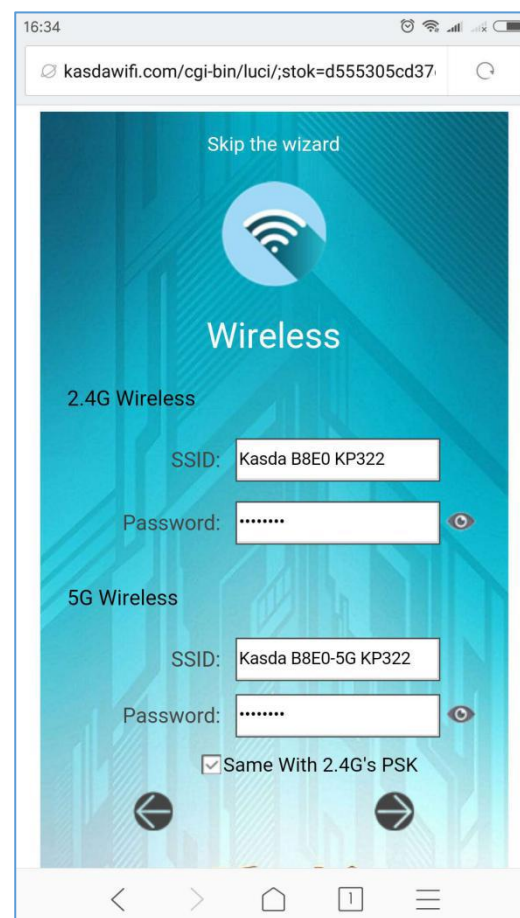 16:34
kasdawifi.com/cgi-bin/luci/;stok=d555305cd37
Skip the wizard
Wireless
2.4G Wireless
SSID: Kasda B8E0 KP322
Password: ••••••••
5G Wireless
SSID: Kasda B8E0-5G KP322
Password: ••••••••
Same With 2.4G's PSK
1